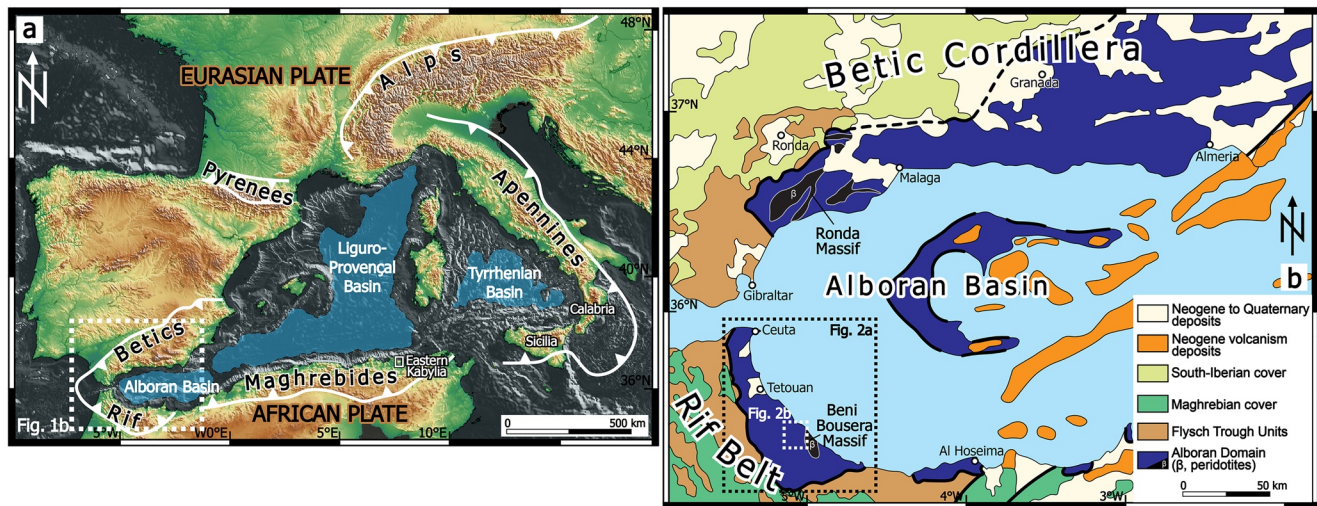 a
N
48°N
Alps
EURASIAN PLATE
44°N
Pyrenees
Apennines
Liguro-
Provençal
Basin
Tyrrhenian
Basin
40°N
Calabria
Betics
Sicilia
Eastern
Kabylia
Alboran Basin
Maghrebides
36°N
Rif
AFRICAN PLATE
Fig. 1b
5°W
0°E
5°E
10°E
0
500 km
Betic Cordillera
Granada
37°N
Ronda
Almeria
Malaga
β
Ronda
Massif
N
Gibraltar
Alboran Basin
b
36°N
Ceuta
Fig. 2a
Tetouan
Fig. 2b
Beni
Bousera
Massif
β
Rif Belt
Al Hoseima
5°W
4°W
3°W
Neogene to Quaternary
deposits
Neogene volcanism
deposits
South-Iberian cover
Maghrebian cover
Flysch Trough Units
β
Alboran Domain
(β, peridotites)
0
50 km